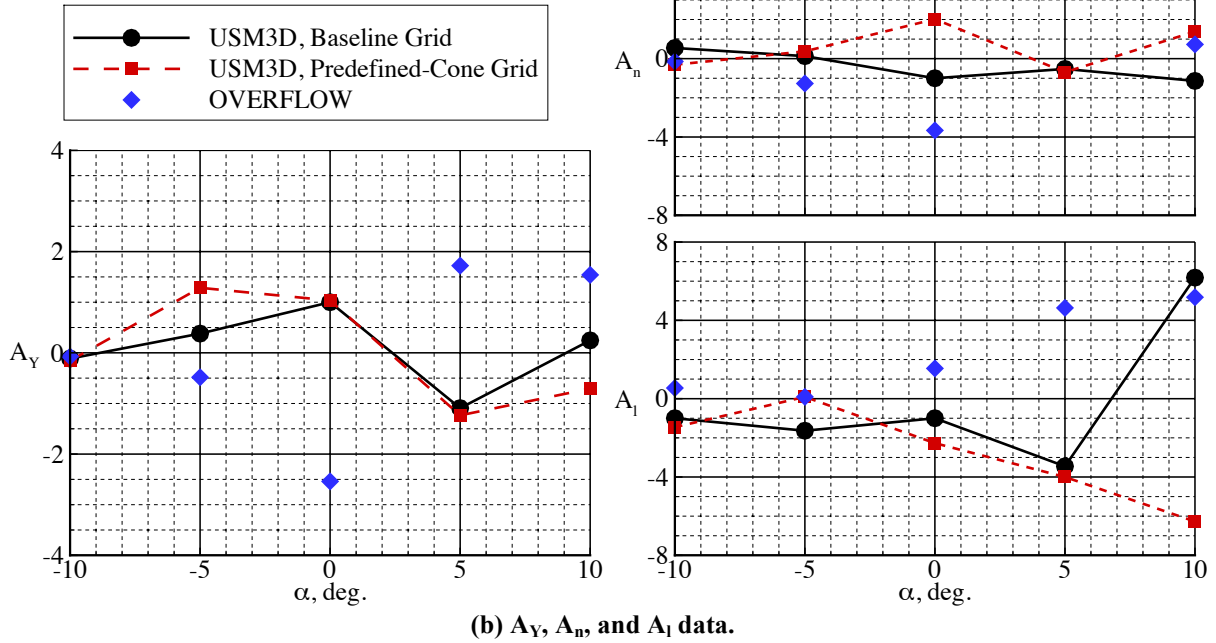 USM3D, Baseline Grid
USM3D, Predefined-Cone Grid
OVERFLOW
4
2
0
-2
-4
A_Y
-10
-5
0
5
10
α, deg.
0
-4
-8
A_n
8
4
0
-4
-8
A_l
-10
-5
0
5
10
α, deg.
(b) A_Y, A_n, and A_l data.